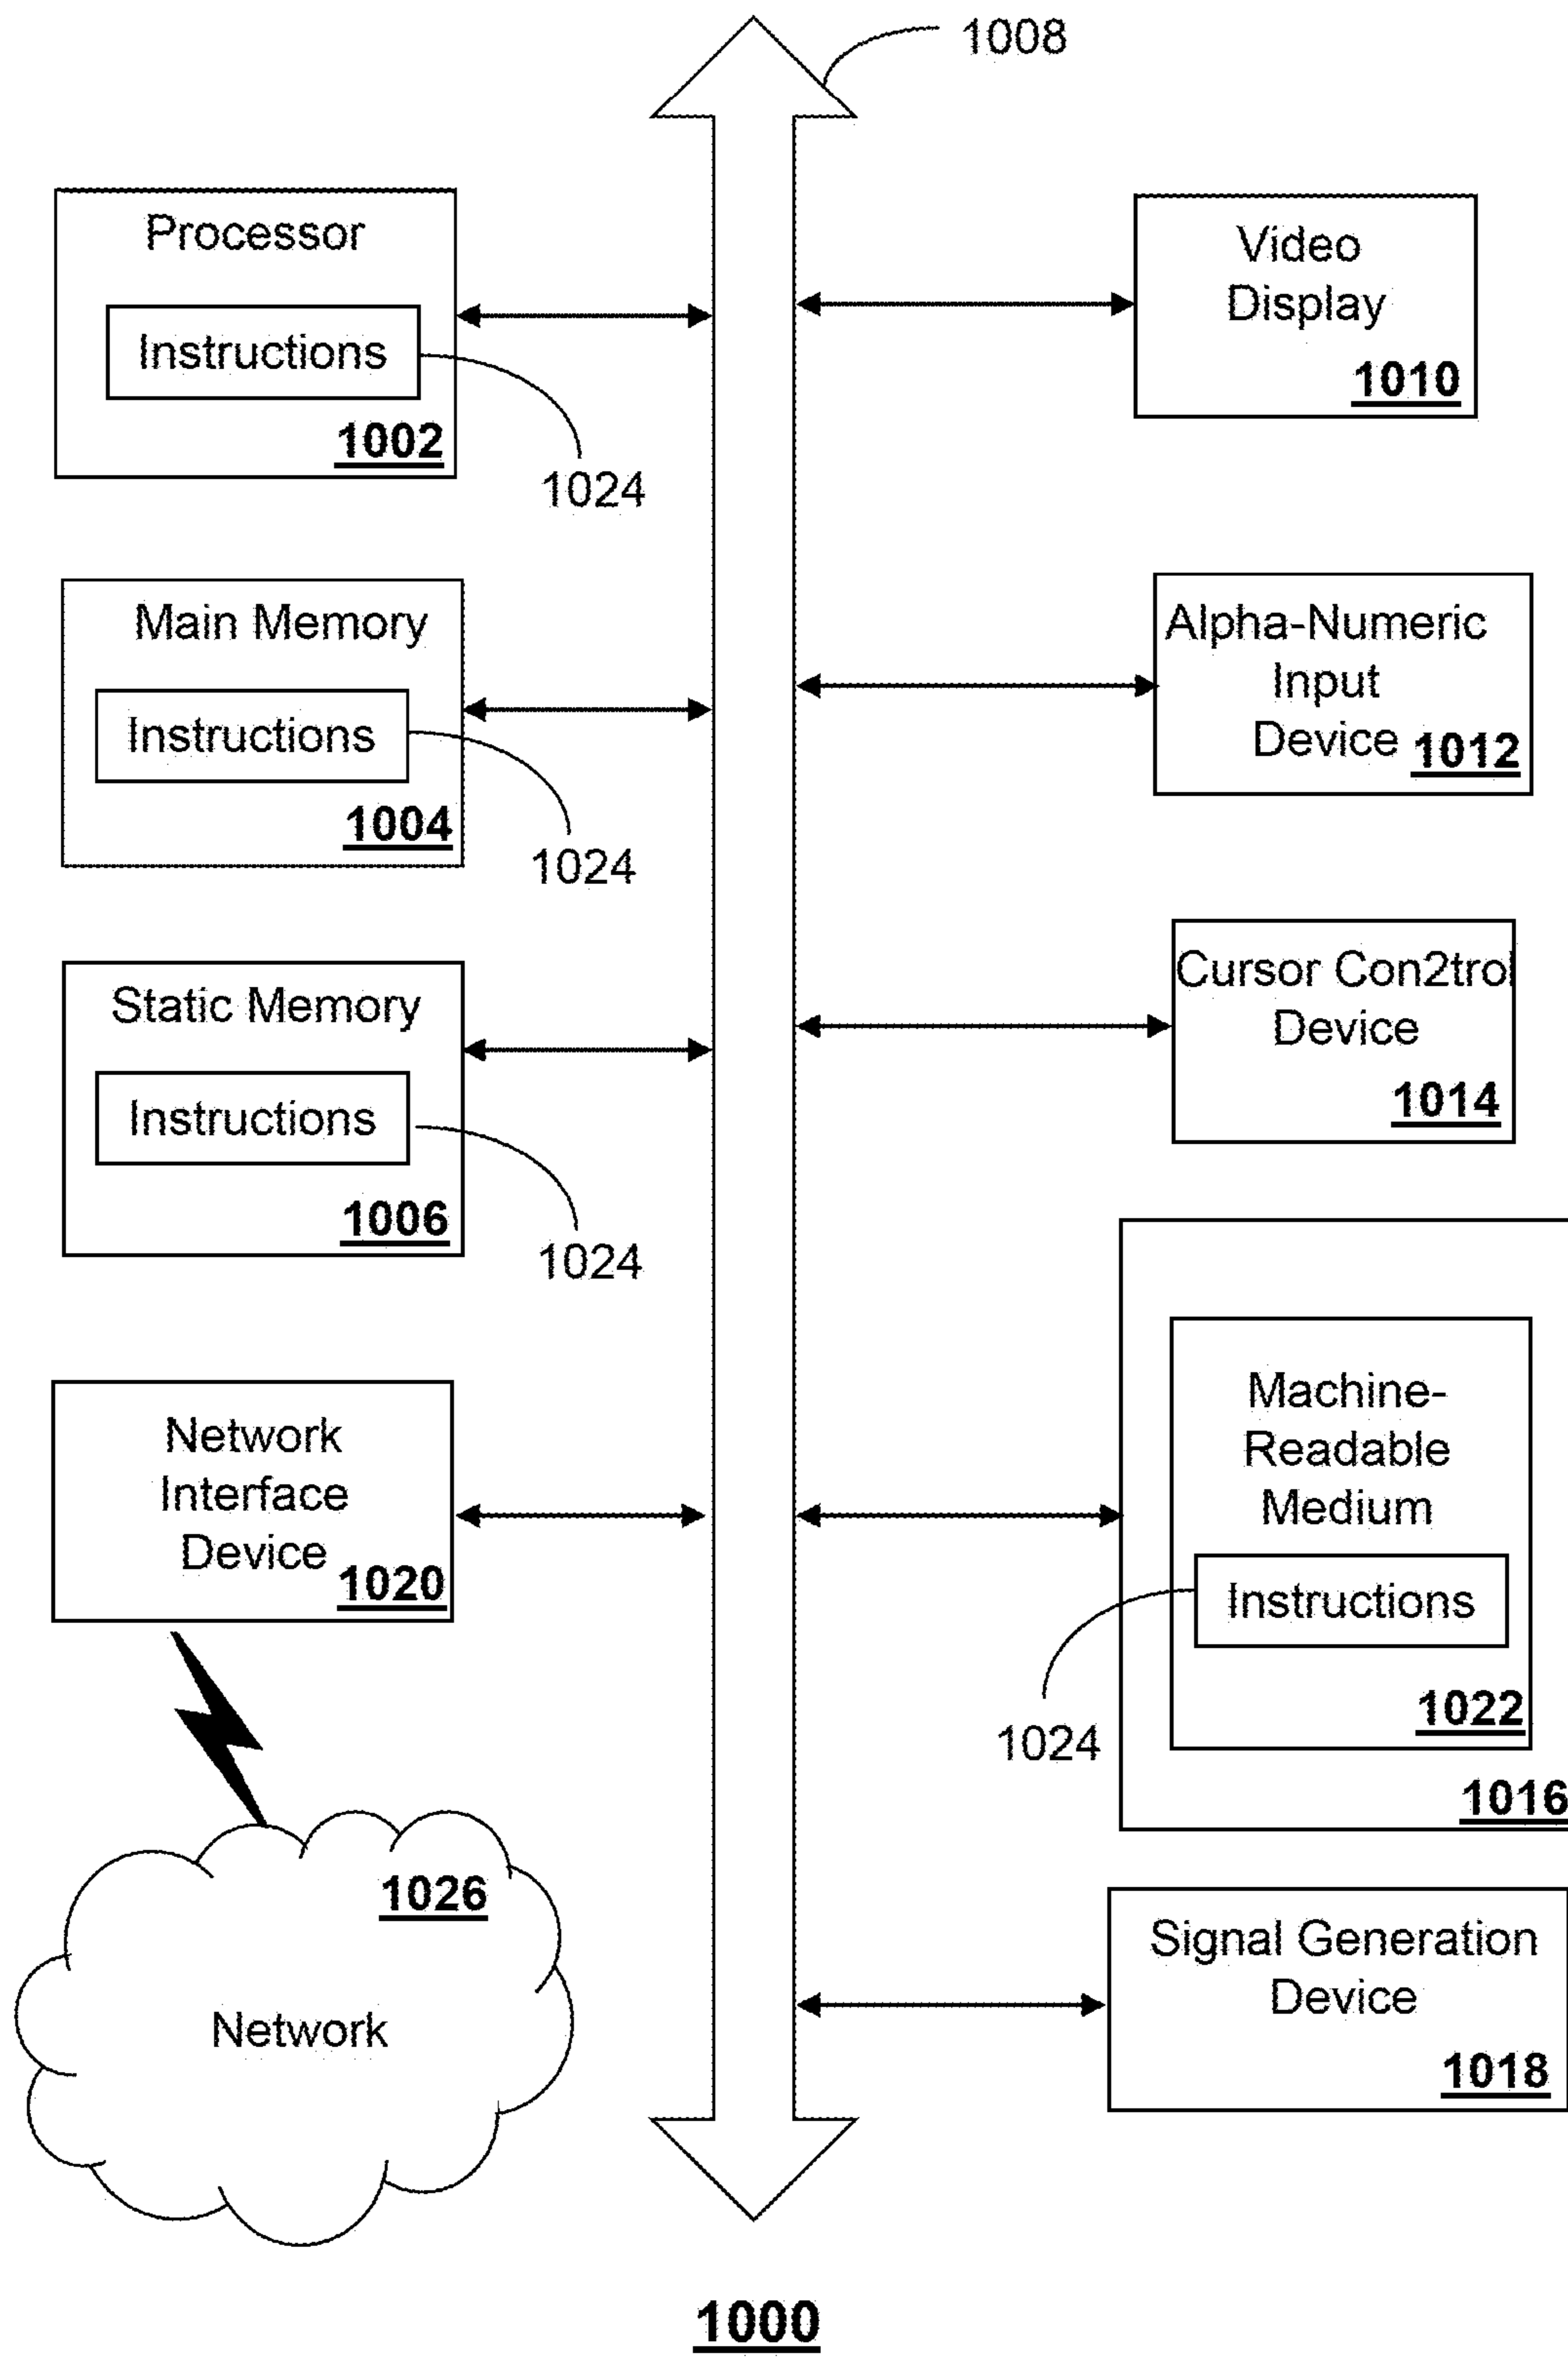 1008
Processor
Instructions
1002
1024
Main Memory
Instructions
1004
1024
Static Memory
Instructions
1006
1024
Network
Interface
Device
1020
1026
Network
Video
Display
1010
Alpha-Numeric
Input
Device 1012
Cursor Con2trol
Device
1014
Machine-
Readable
Medium
Instructions
1022
1024
1016
Signal Generation
Device
1018
1000